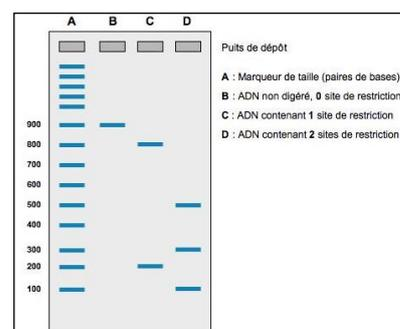 A B C D
Puits de dépôt
A : Marqueur de taille (paires de bases)
B : ADN non digéré, 0 site de restriction
C : ADN contenant 1 site de restriction
D : ADN contenant 2 sites de restriction
900
800
700
600
500
400
300
200
100